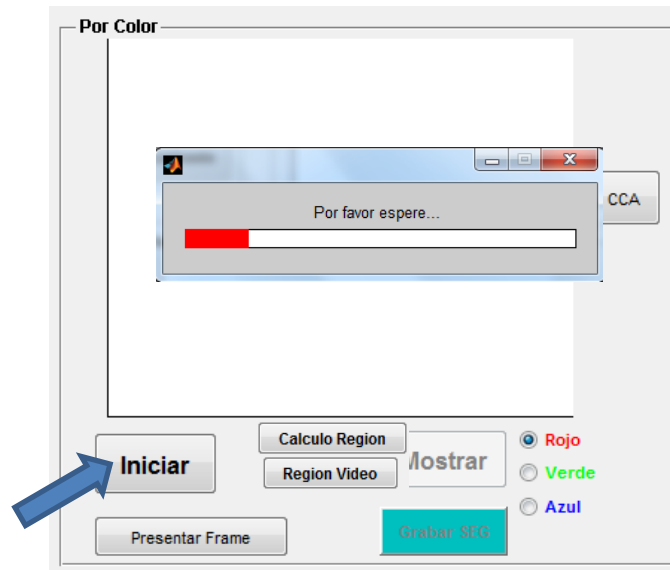 Por Color
Por favor espere...
CCA
Iniciar
Calculo Region
Region Video
Mostrar
Rojo
Verde
Azul
Presentar Frame
Grabar SEG